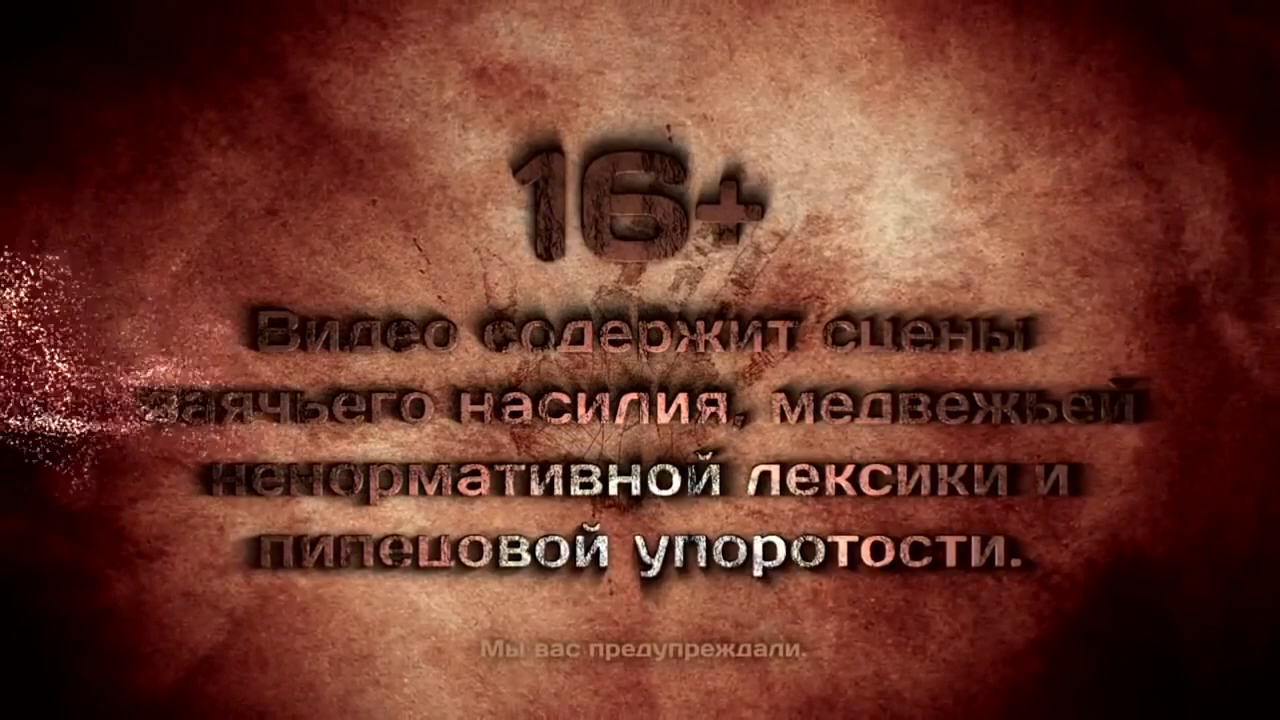 16+
Видео содержит сцены
заячьего насилия, медвежьей
ненормативной лексики и
пипецовой упоротости.
Мы вас предупреждали.